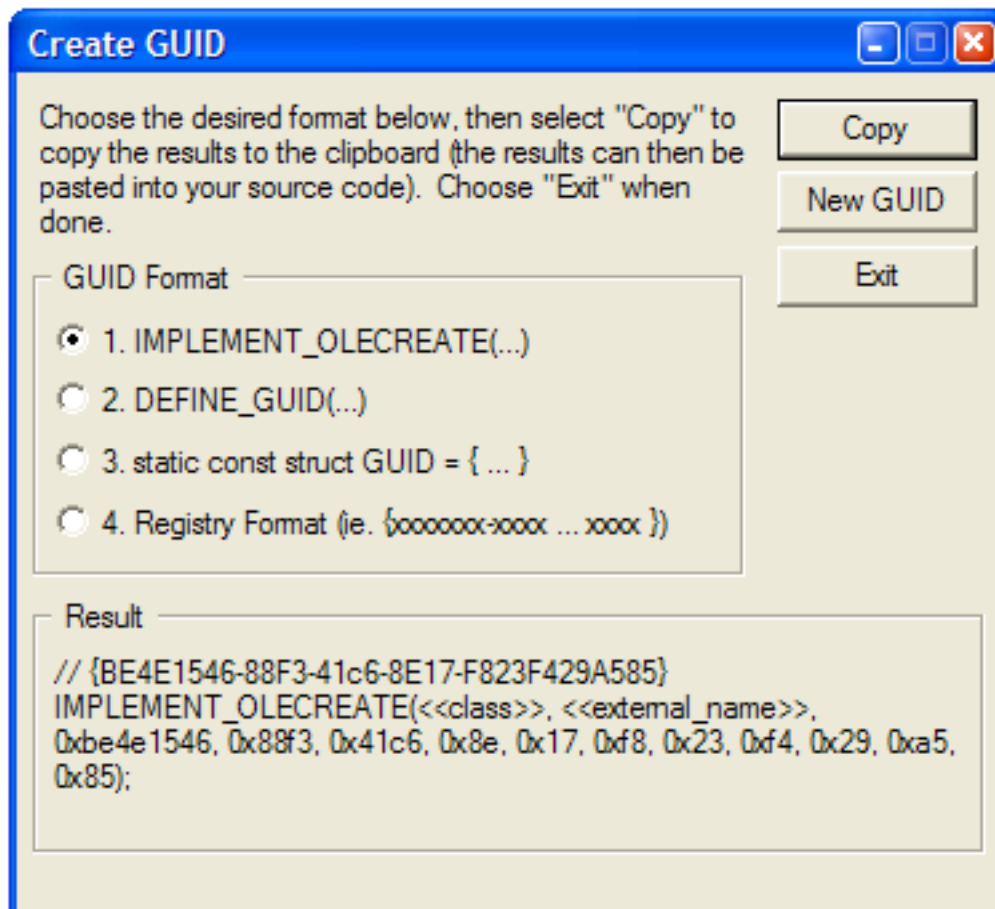 Create GUID
Choose the desired format below, then select "Copy" to
copy the results to the clipboard (the results can then be
pasted into your source code).  Choose "Exit" when
done.
Copy
New GUID
Exit
GUID Format
1. IMPLEMENT_OLECREATE(...)
2. DEFINE_GUID(...)
3. static const struct GUID = { ... }
4. Registry Format (ie. {xxxxxxx-xxxx ... xxxx })
Result
// {BE4E1546-88F3-41c6-8E17-F823F429A585}
IMPLEMENT_OLECREATE(<<class>>, <<external_name>>,
0xbe4e1546, 0x88f3, 0x41c6, 0x8e, 0x17, 0xf8, 0x23, 0xf4, 0x29, 0xa5,
0x85);